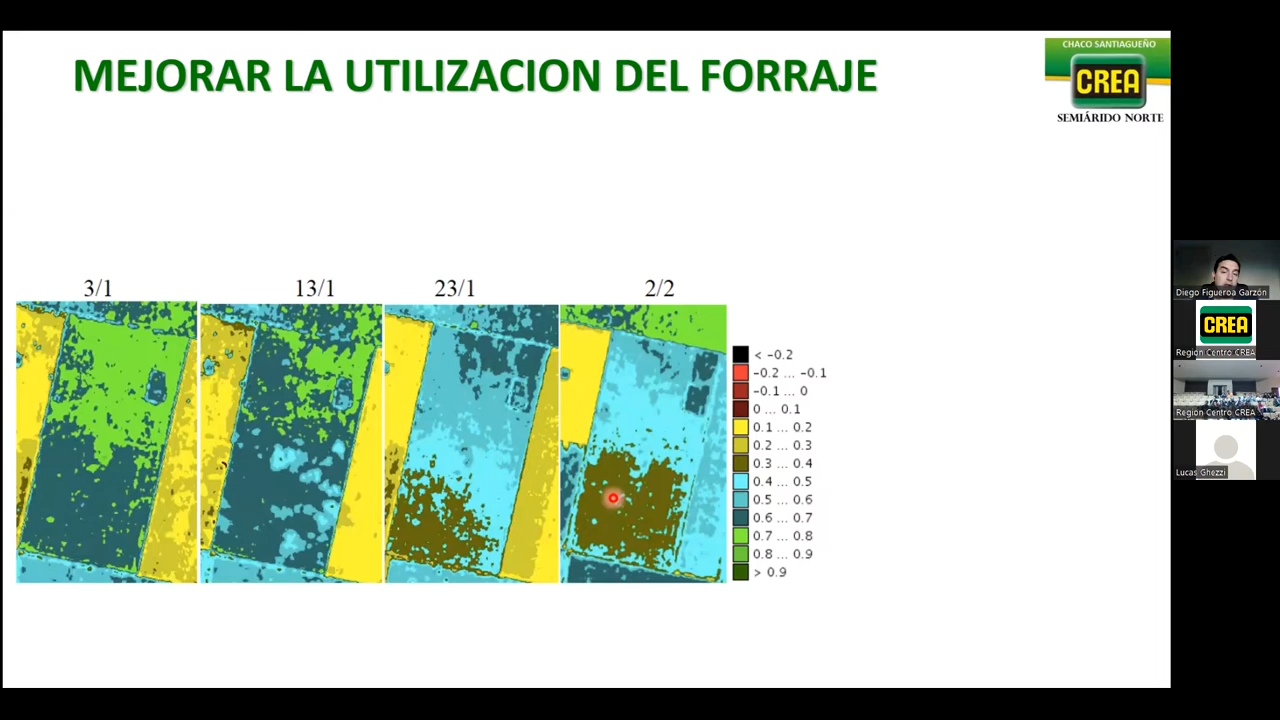 MEJORAR LA UTILIZACION DEL FORRAJE
CHACO SANTIAGUEÑO
CREA
SEMIÁRIDO NORTE
3/1
13/1
23/1
2/2
< -0.2
-0.2 ... -0.1
-0.1 ... 0
0 ... 0.1
0.1 ... 0.2
0.2 ... 0.3
0.3 ... 0.4
0.4 ... 0.5
0.5 ... 0.6
0.6 ... 0.7
0.7 ... 0.8
0.8 ... 0.9
> 0.9
Diego Figueroa Garzón
CREA
Región Centro CREA
Región Centro CREA
Lucas Ghezzi